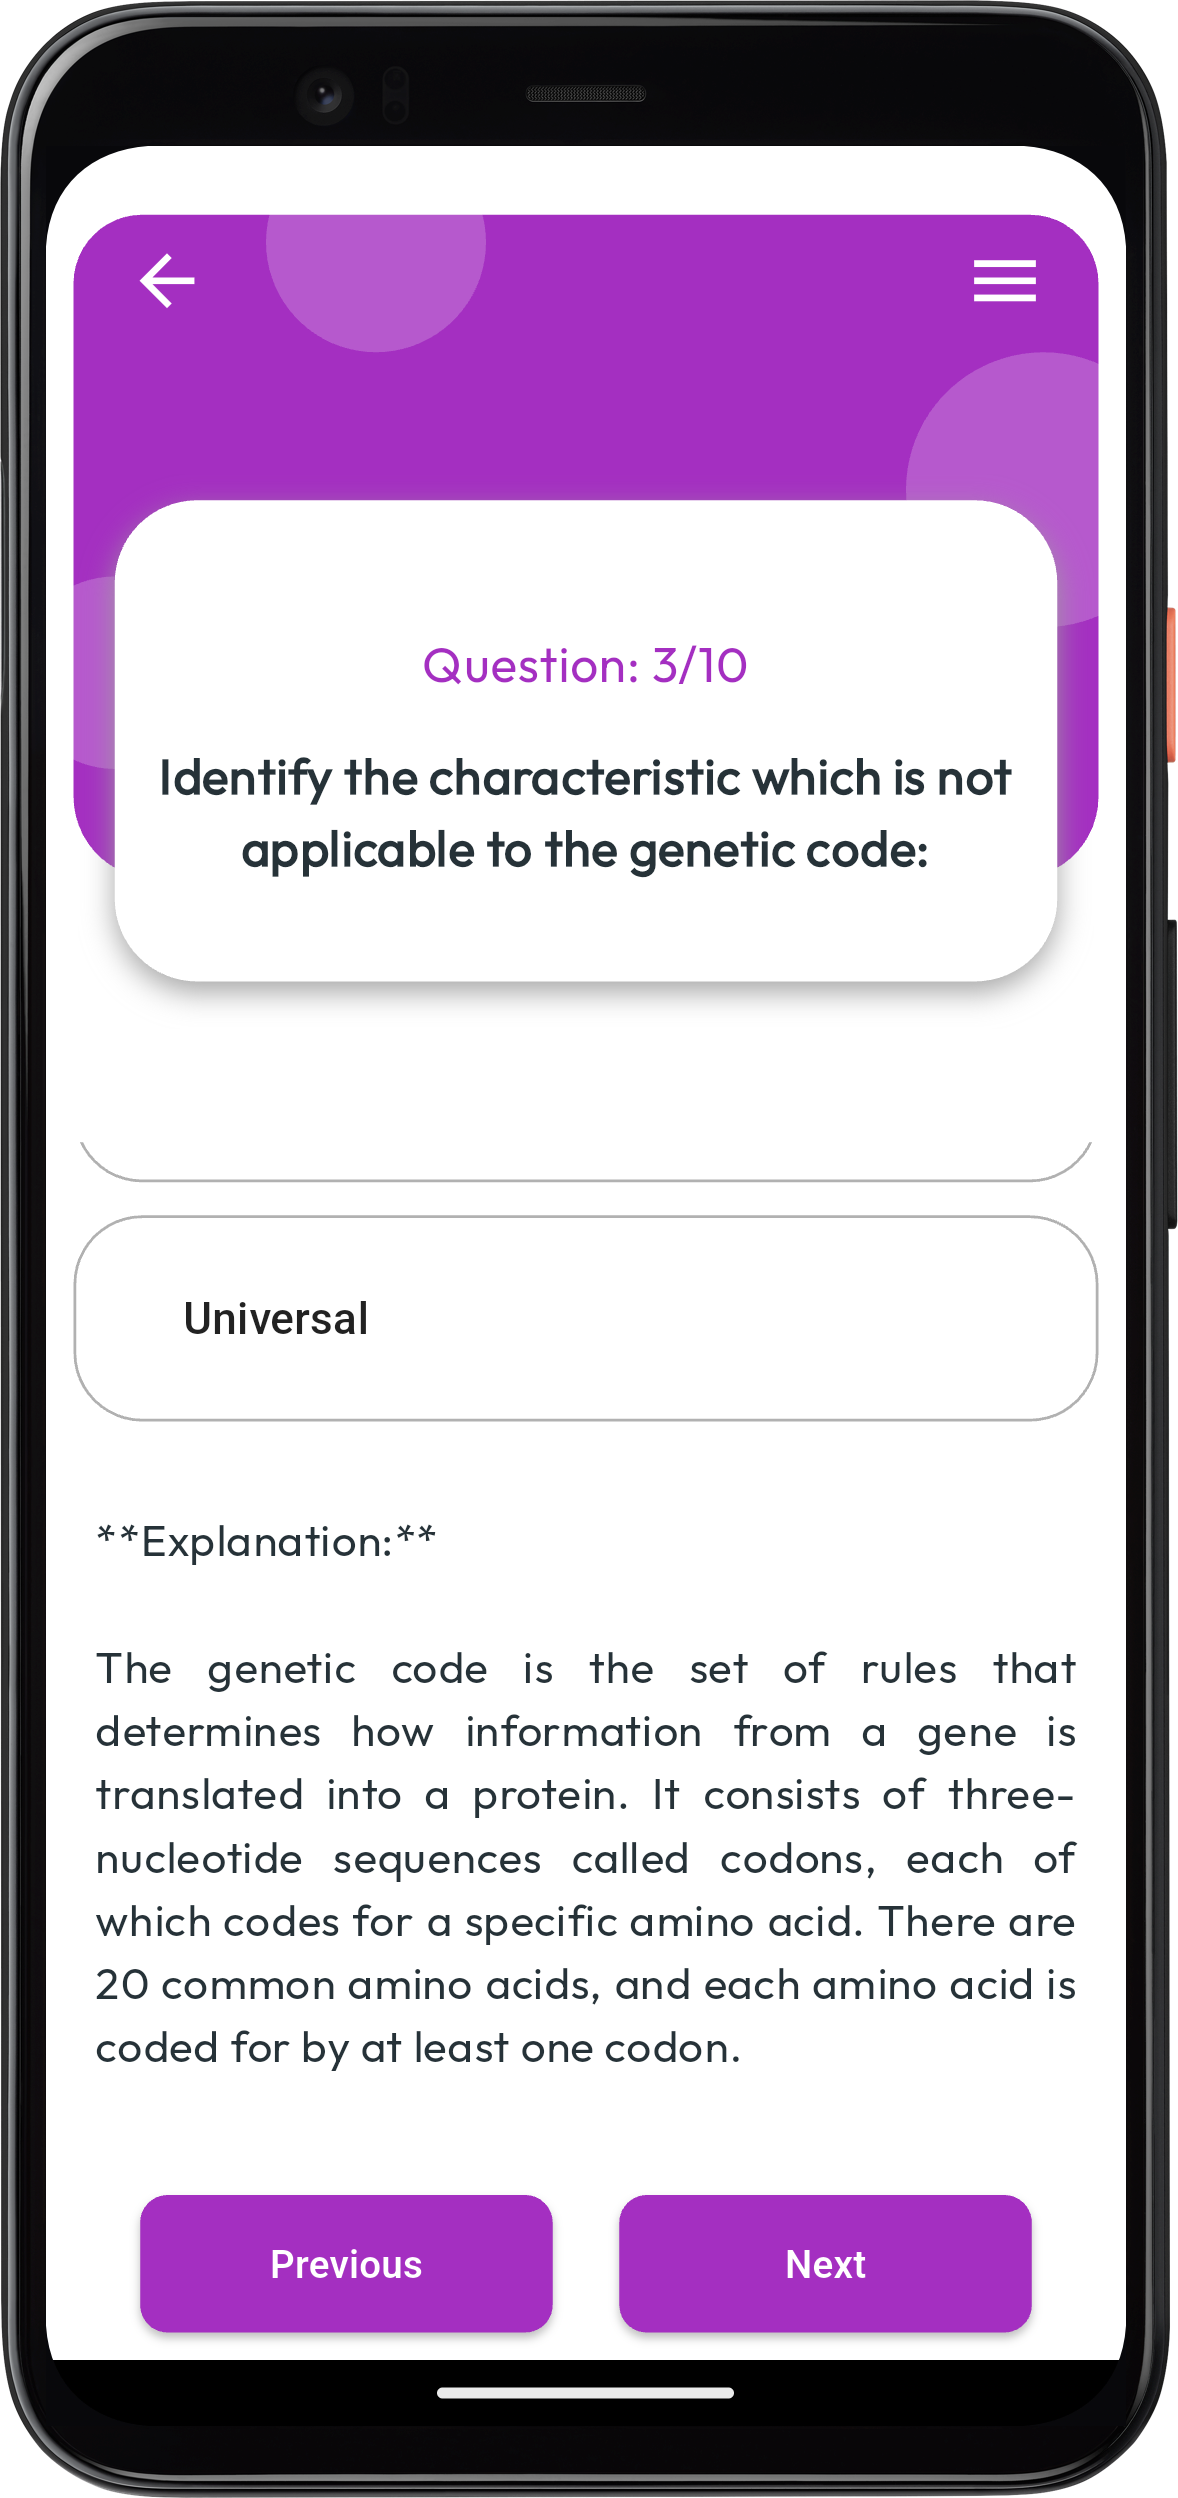 Question: 3/10
Identify the characteristic which is not
applicable to the genetic code:
Universal
**Explanation:**
The genetic code is the set of rules that
determines how information from a gene is
translated into a protein. It consists of three-
nucleotide sequences called codons, each of
which codes for a specific amino acid. There are
20 common amino acids, and each amino acid is
coded for by at least one codon.
Previous
Next